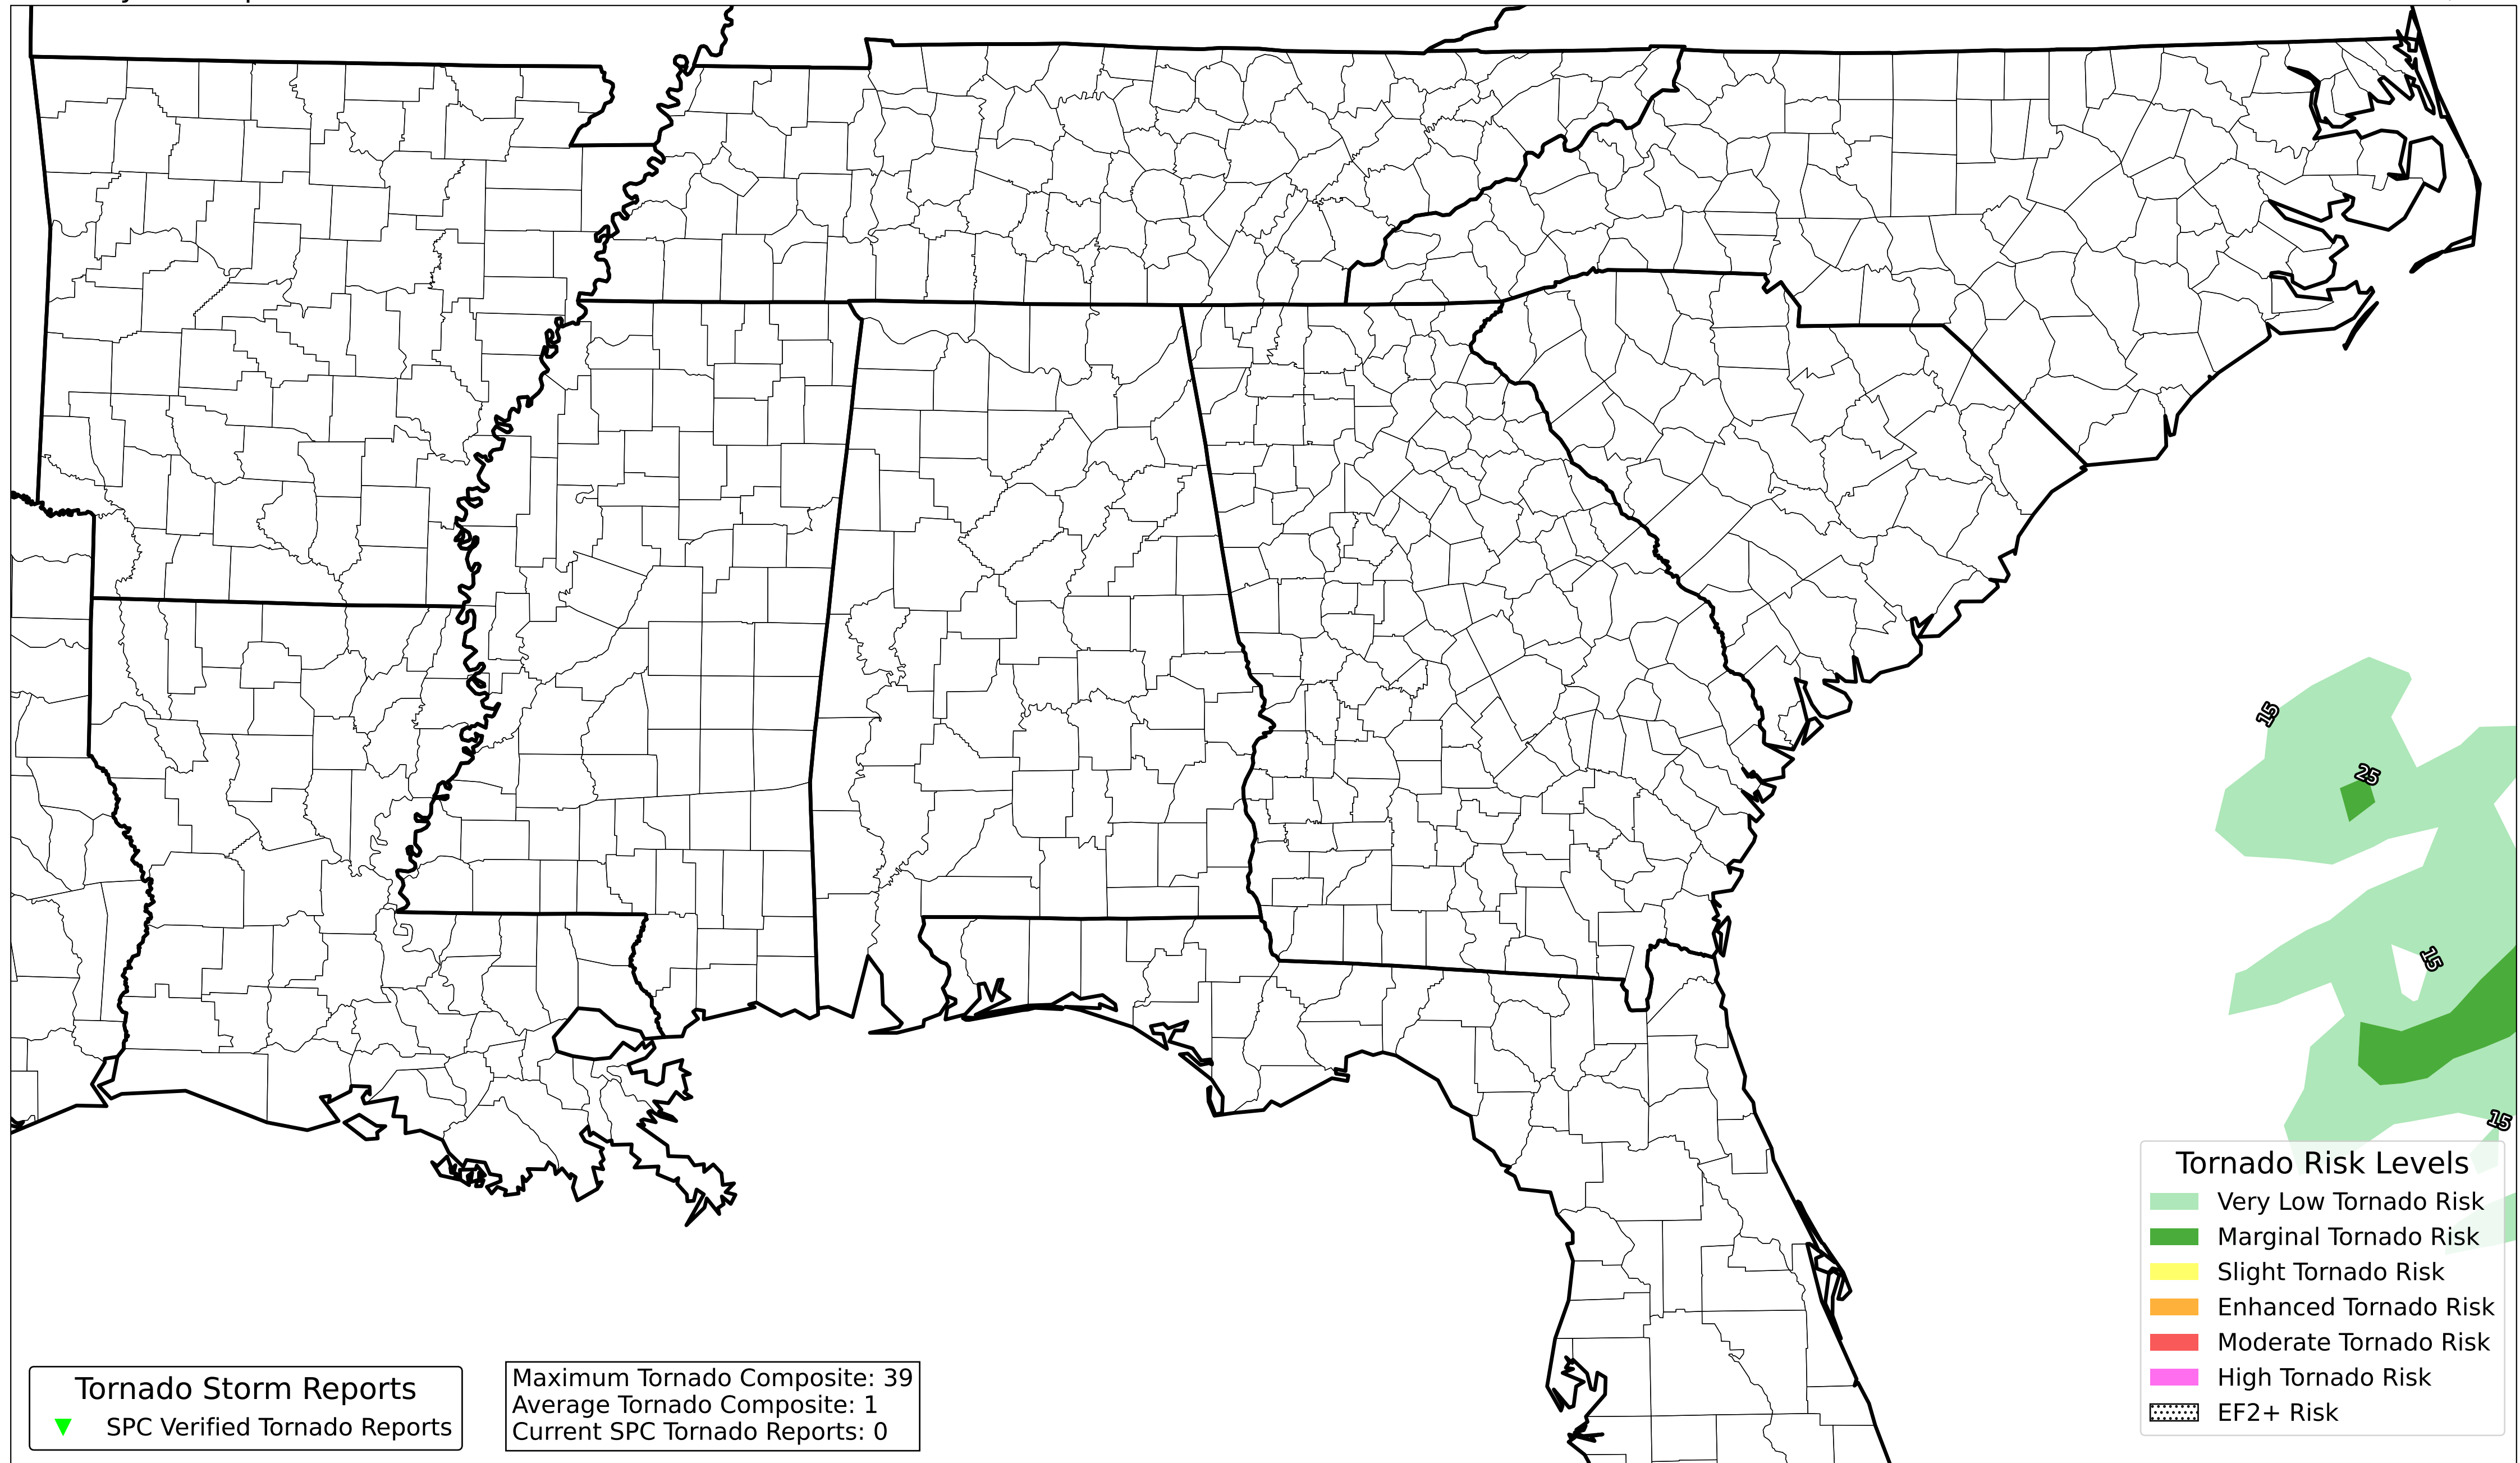 15
25
15
15
Tornado Risk Levels
Very Low Tornado Risk
Marginal Tornado Risk
Slight Tornado Risk
Enhanced Tornado Risk
Moderate Tornado Risk
High Tornado Risk
EF2+ Risk
Tornado Storm Reports
SPC Verified Tornado Reports
Maximum Tornado Composite: 39
Average Tornado Composite: 1
Current SPC Tornado Reports: 0